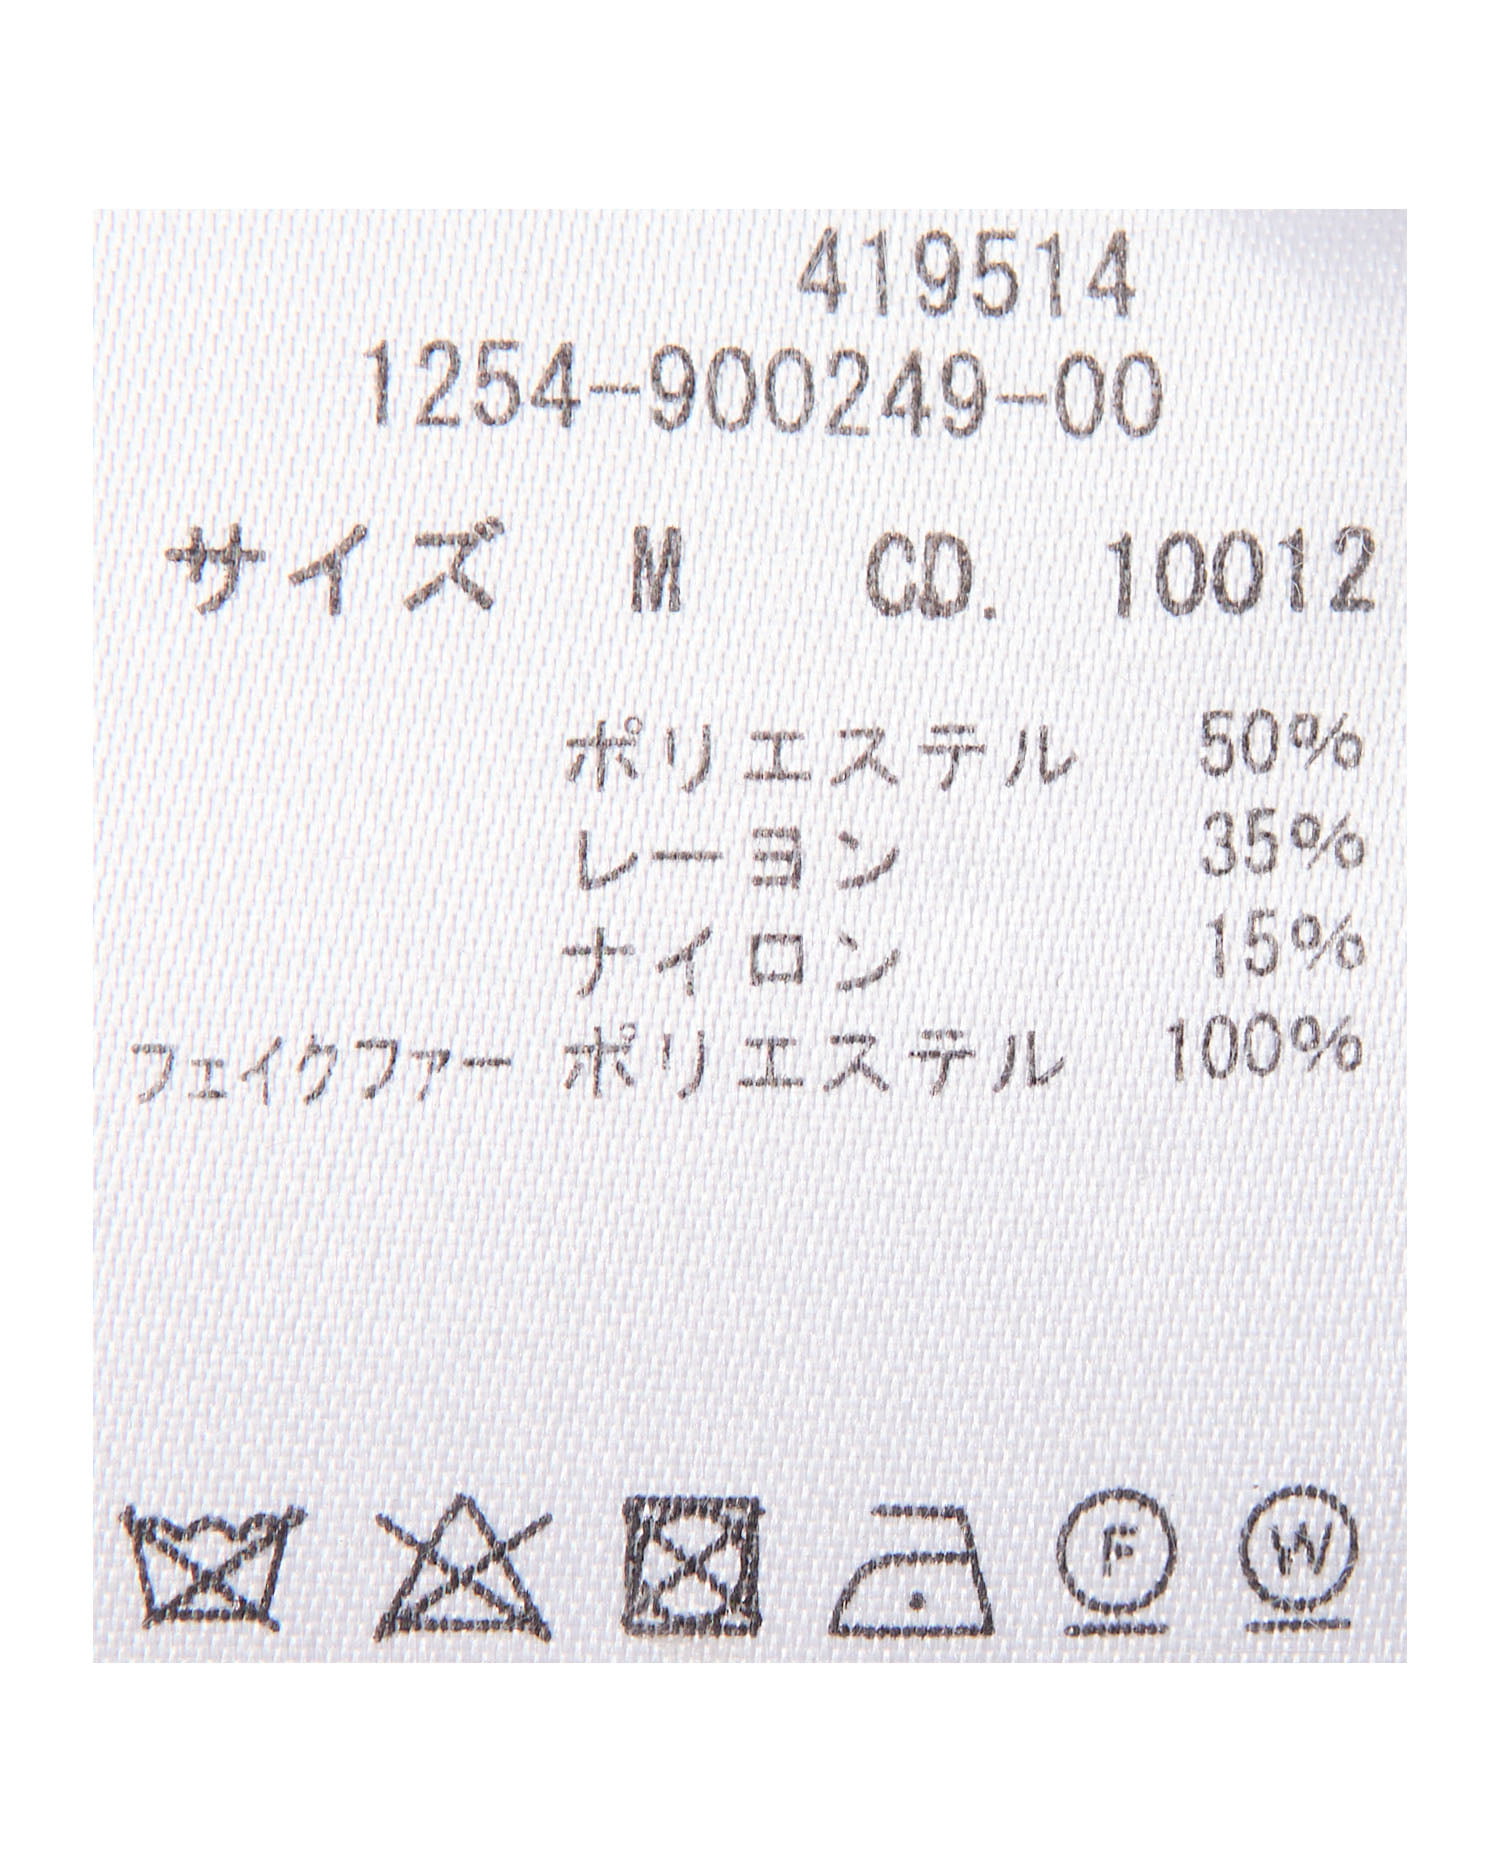 419514
1254-900249-00
サイズ M CD. 10012
ポリエステル 50%
レーヨン 35%
ナイロン 15%
フェイクファー ポリエステル 100%
F W